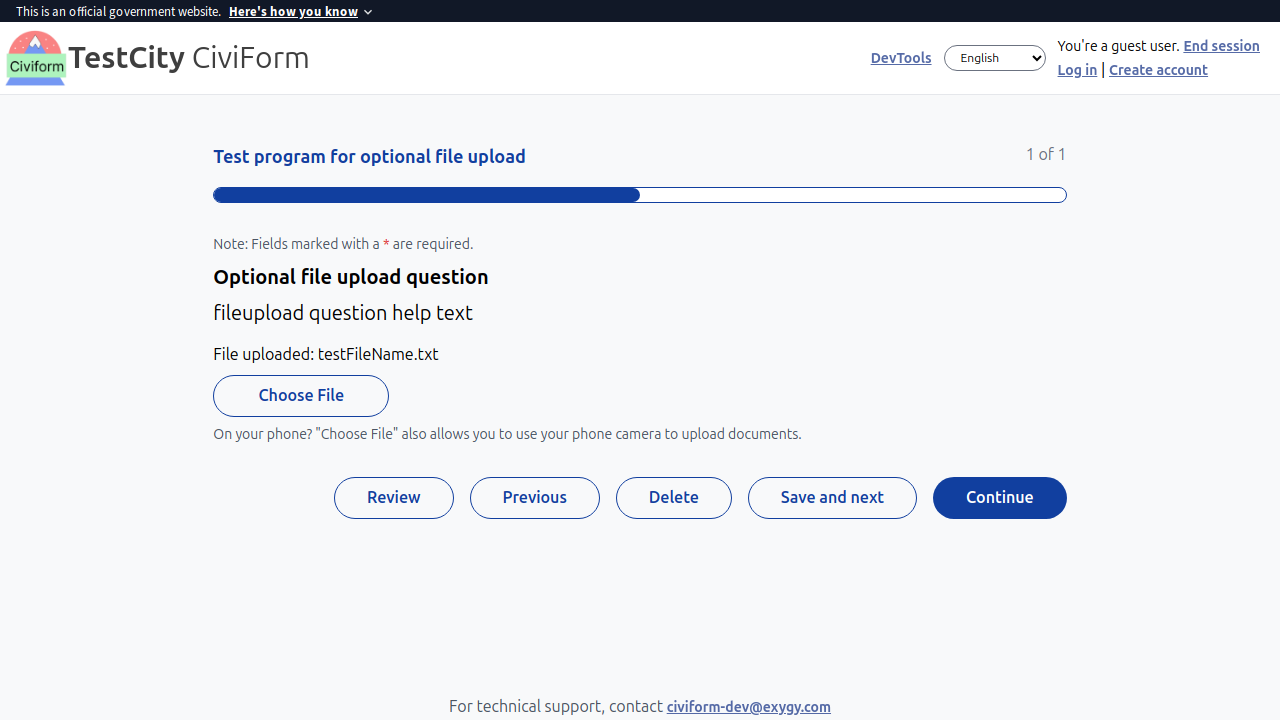 This is an official government website. Here's how you know
Civiform
TestCity CiviForm
DevTools
English
You're a guest user. End session
Log in | Create account
Test program for optional file upload
1 of 1
Note: Fields marked with a * are required.
Optional file upload question
fileupload question help text
File uploaded: testFileName.txt
Choose File
On your phone? "Choose File" also allows you to use your phone camera to upload documents.
Review
Previous
Delete
Save and next
Continue
For technical support, contact civiform-dev@exygy.com